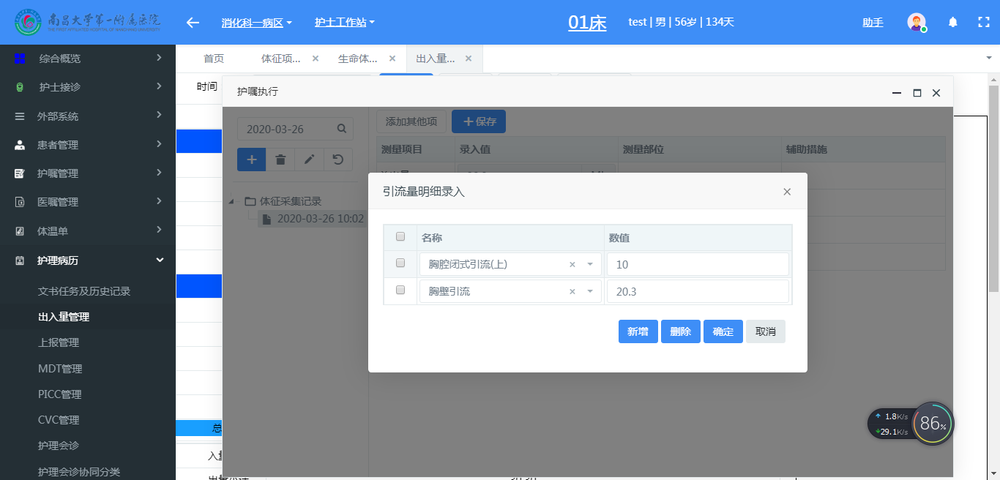 南昌大学第一附属医院
THE FIRST AFFILIATED HOSPITAL OF NANCHANG UNIVERSITY
消化科一病区
护士工作站
01床
test | 男 | 56岁 | 134天
助手
综合概览
护士接诊
外部系统
患者管理
护嘱管理
医嘱管理
体温单
护理病历
文书任务及历史记录
出入量管理
上报管理
MDT管理
PICC管理
CVC管理
护理会诊
护理会诊协同分类
首页
体征项...
生命体...
出入量...
时间
护嘱执行
2020-03-26
添加其他项
保存
体征采集记录
2020-03-26 10:02
测量项目
录入值
测量部位
辅助措施
引流量明细录入
名称
数值
胸腔闭式引流(上)
10
胸壁引流
20.3
新增
删除
确定
取消
总
入量
1.8K/s
29.1K/s
86%